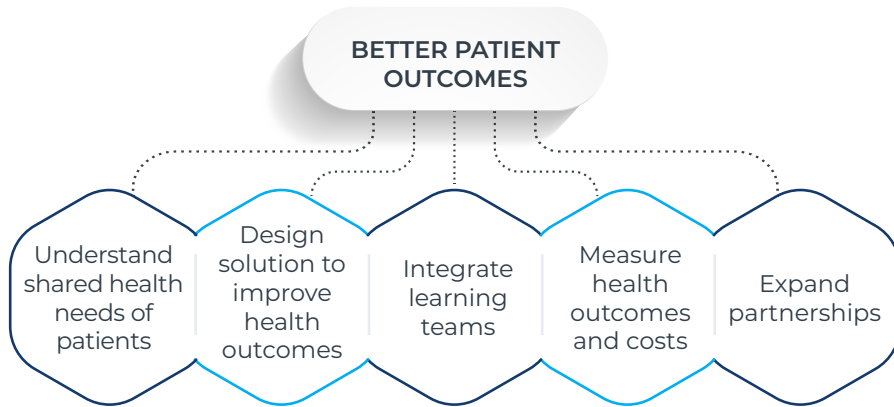 BETTER PATIENT
OUTCOMES
Understand
shared health
needs of
patients
Design
solution to
improve
health
outcomes
Integrate
learning
teams
Measure
health
outcomes
and costs
Expand
partnerships